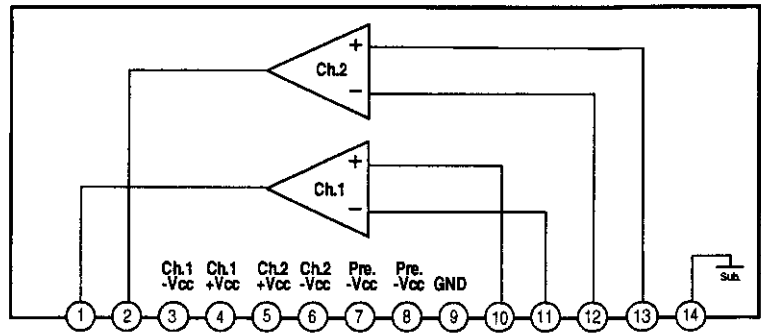 +
Ch.2
−
+
Ch.1
−
Ch.1 Ch.1 Ch.2 Ch.2 Pre. Pre.
-Vcc +Vcc +Vcc -Vcc -Vcc -Vcc GND
Sub.
1 2 3 4 5 6 7 8 9 10 11 12 13 14